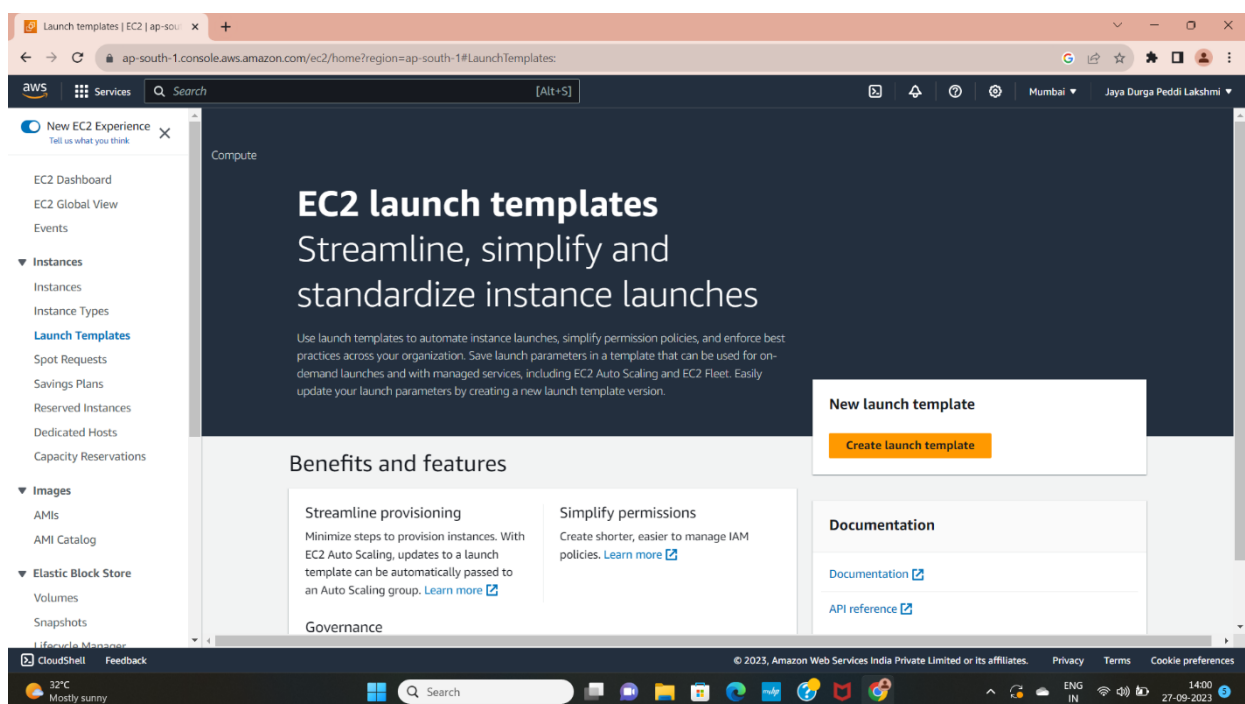 Launch templates | EC2 | ap-sou
ap-south-1.console.aws.amazon.com/ec2/home?region=ap-south-1#LaunchTemplates:
aws Services Search [Alt+S] Mumbai Jaya Durga Peddi Lakshmi
New EC2 Experience
Tell us what you think
EC2 Dashboard
EC2 Global View
Events
Instances
Instances
Instance Types
Launch Templates
Spot Requests
Savings Plans
Reserved Instances
Dedicated Hosts
Capacity Reservations
Images
AMIs
AMI Catalog
Elastic Block Store
Volumes
Snapshots
Lifecycle Manager
Compute
EC2 launch templates
Streamline, simplify and
standardize instance launches
Use launch templates to automate instance launches, simplify permission policies, and enforce best
practices across your organization. Save launch parameters in a template that can be used for on-
demand launches and with managed services, including EC2 Auto Scaling and EC2 Fleet. Easily
update your launch parameters by creating a new launch template version.
New launch template
Create launch template
Benefits and features
Streamline provisioning
Minimize steps to provision instances. With
EC2 Auto Scaling, updates to a launch
template can be automatically passed to
an Auto Scaling group. Learn more
Simplify permissions
Create shorter, easier to manage IAM
policies. Learn more
Governance
Documentation
Documentation
API reference
CloudShell Feedback © 2023, Amazon Web Services India Private Limited or its affiliates. Privacy Terms Cookie preferences
32°C
Mostly sunny
Search
ENG
IN
14:00
27-09-2023
5